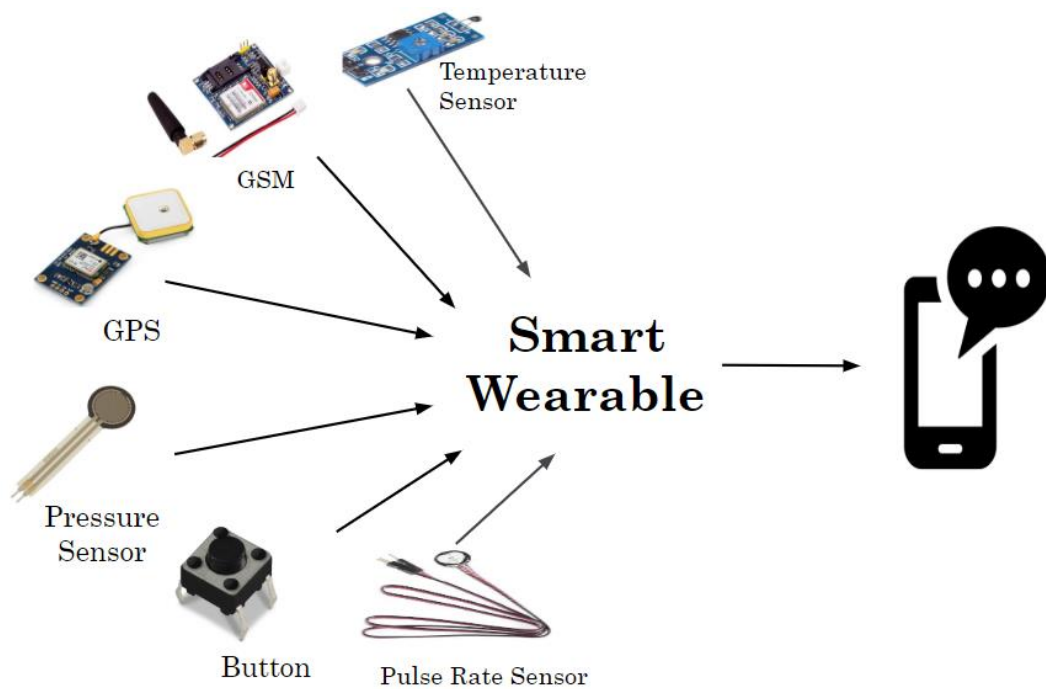 Temperature
Sensor
GSM
GPS
Smart
Wearable
Pressure
Sensor
Button
Pulse Rate Sensor